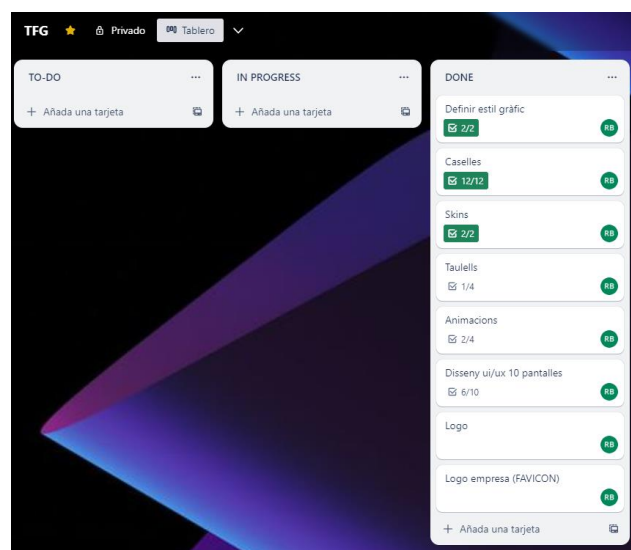 TFG Privado Tablero
TO-DO
+ Añada una tarjeta
IN PROGRESS
+ Añada una tarjeta
DONE
Definir estil gràfic
2/2
RB
Caselles
12/12
RB
Skins
2/2
RB
Taulells
1/4
RB
Animacions
2/4
RB
Disseny ui/ux 10 pantalles
6/10
RB
Logo
RB
Logo empresa (FAVICON)
RB
+ Añada una tarjeta